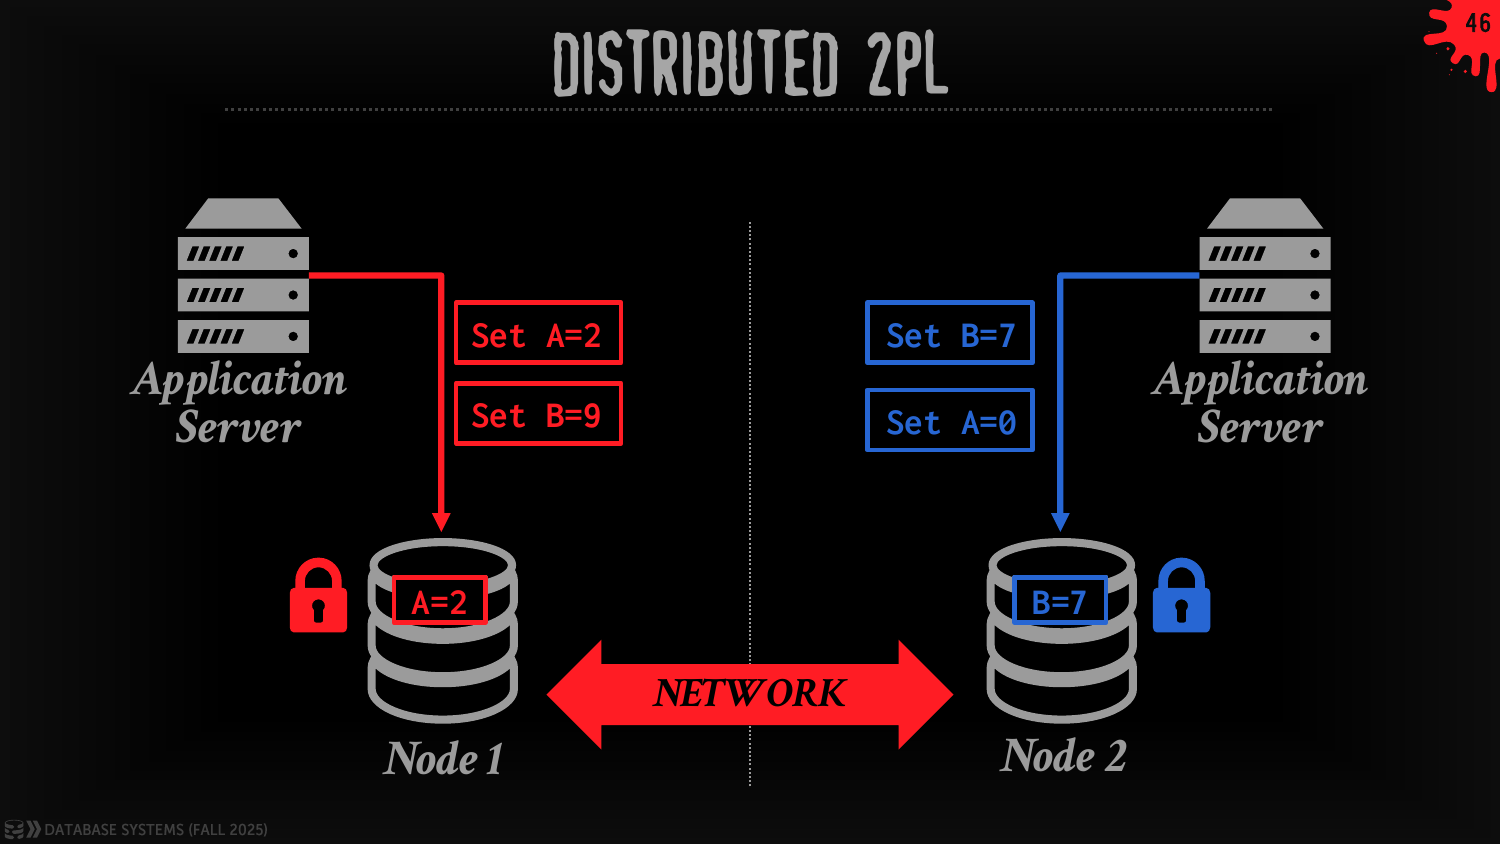 DISTRIBUTED 2PL
46
Set A=2
Set B=9
Set B=7
Set A=0
Application
Server
Application
Server
A=2
B=7
NETWORK
Node 1
Node 2
DATABASE SYSTEMS (FALL 2025)